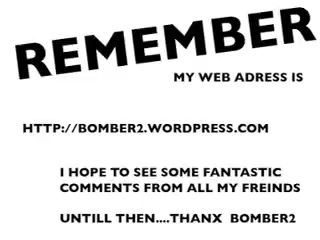 REMEMBER
MY WEB ADRESS IS
HTTP://BOMBER2.WORDPRESS.COM
I HOPE TO SEE SOME FANTASTIC
COMMENTS FROM ALL MY FREINDS
UNTILL THEN....THANX BOMBER2